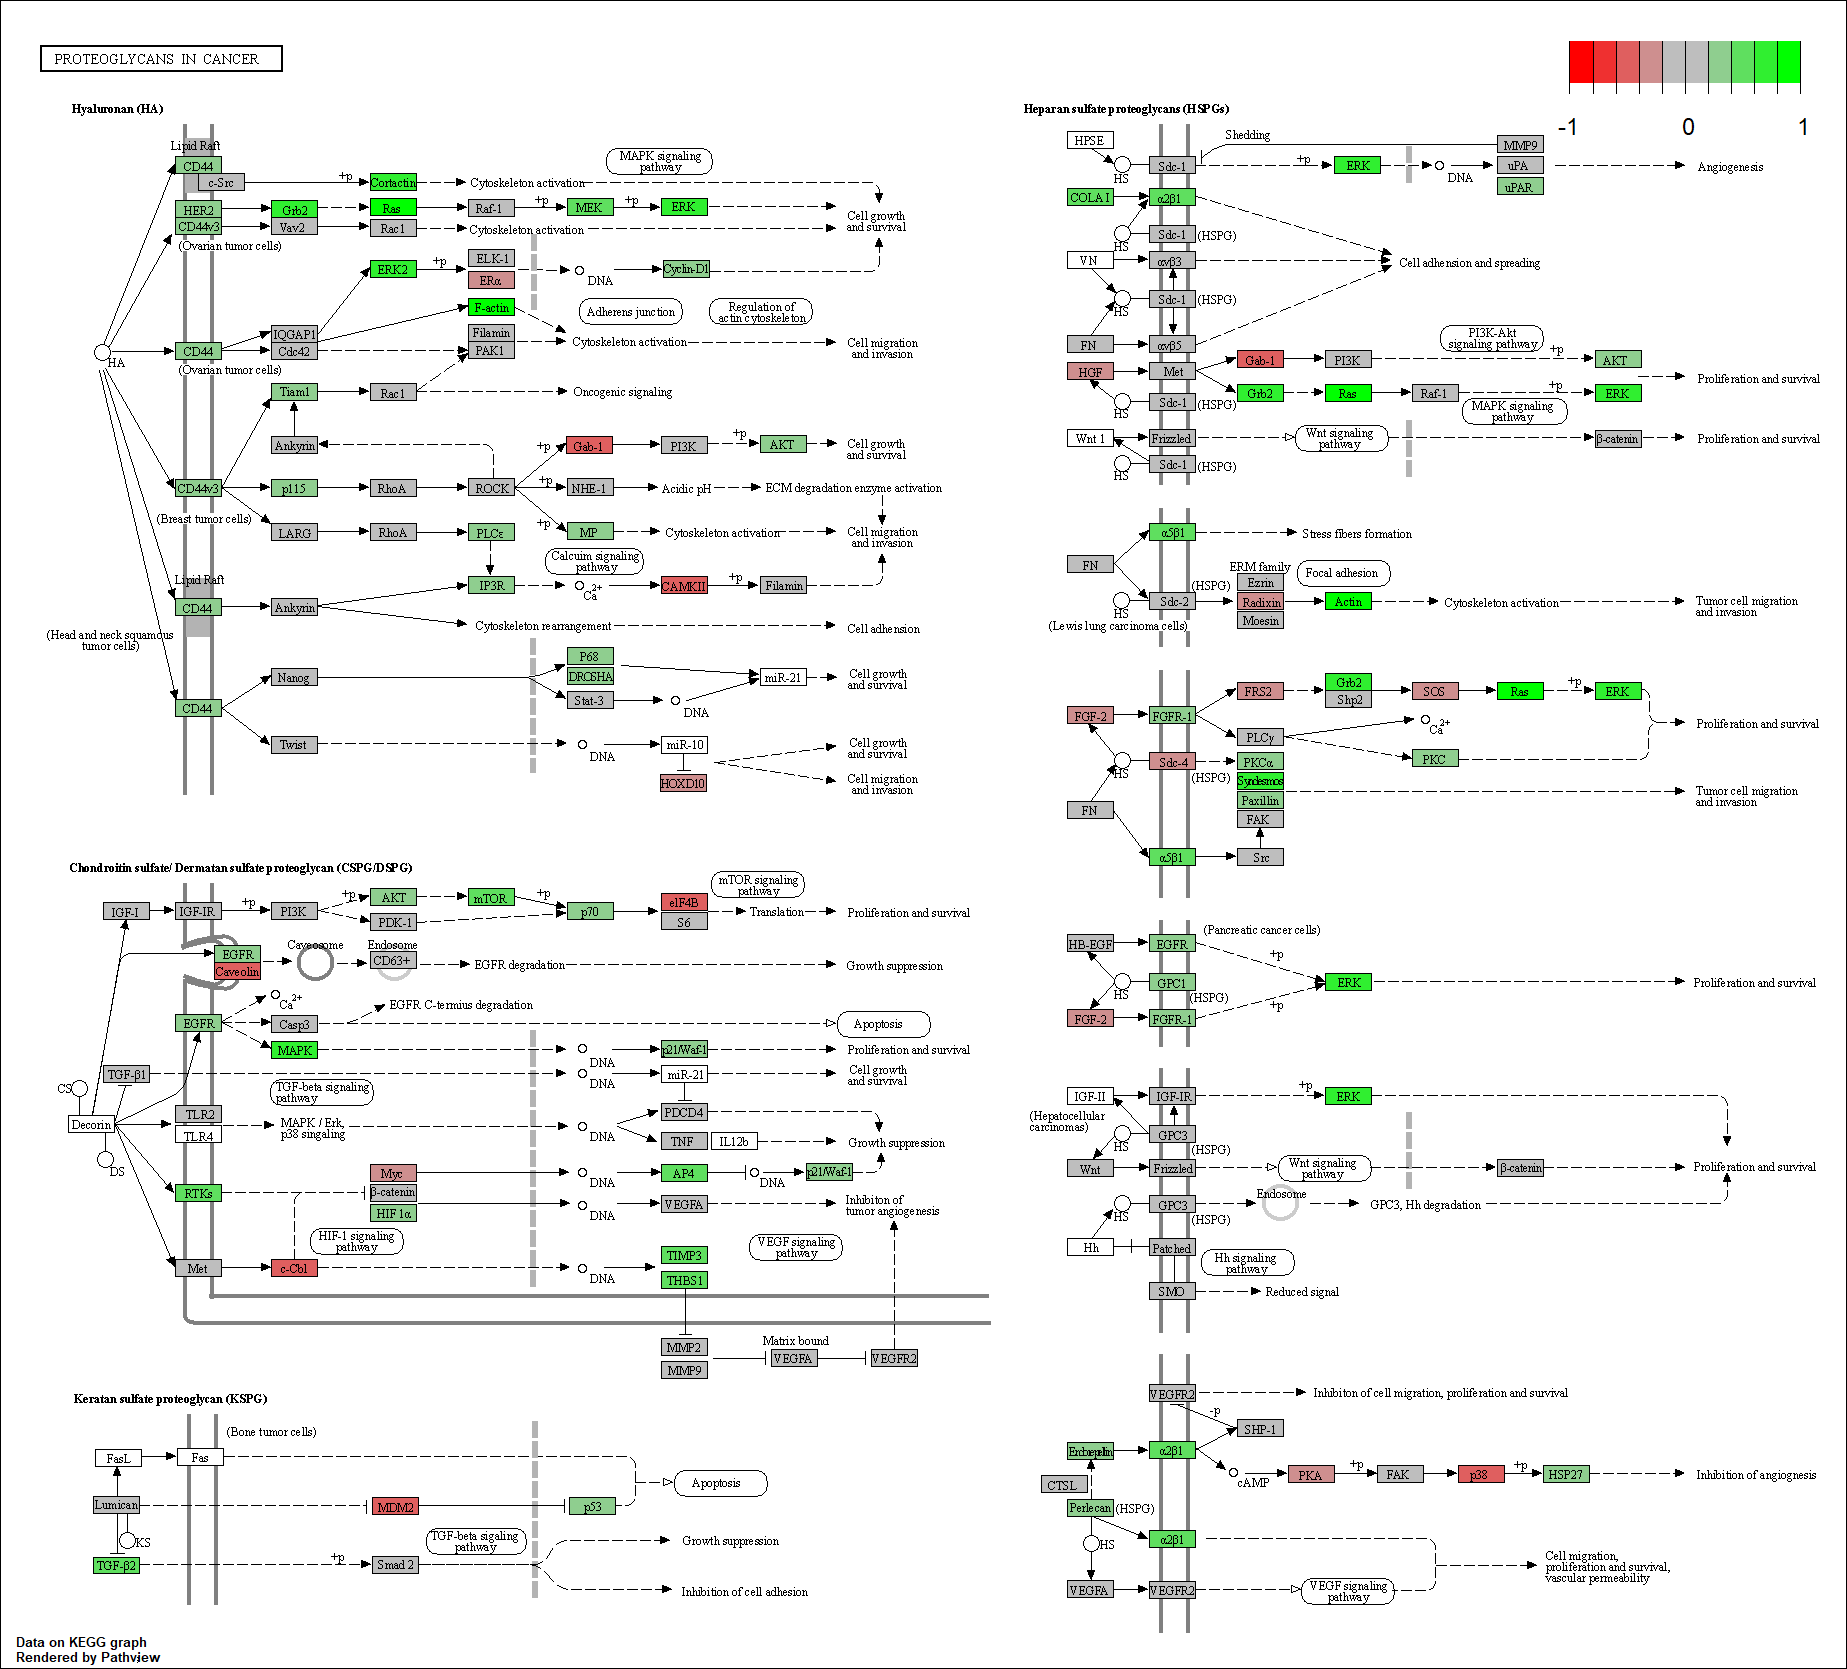 PROTEOGLYCANS IN CANCER
-1 0 1
Hyaluronan (HA)
Lipid Raft
CD44
c-Src
+p
Cortactin
Cytoskeleton activation
MAPK signaling
pathway
HER2
Grb2
Ras
Raf-1
+p
MEK
+p
ERK
Cell growth
and survival
CD44v3
Vav2
Rac1
Cytoskeleton activation
(Ovarian tumor cells)
ERK2
+p
ELK-1
ERα
DNA
Cyclin-D1
F-actin
Adherens junction
Regulation of
actin cytoskeleton
HA
CD44
IQGAP1
Cdc42
Filamin
PAK1
Cytoskeleton activation
Cell migration
and invasion
(Ovarian tumor cells)
Tiam1
Rac1
Oncogenic signaling
Ankyrin
+p
Gab-1
PI3K
+p
AKT
Cell growth
and survival
CD44v3
p115
RhoA
ROCK
+p
NHE-1
Acidic pH
ECM degradation enzyme activation
(Breast tumor cells)
LARG
RhoA
PLCε
+p
MP
Cytoskeleton activation
Cell migration
and invasion
Calcuim signaling
pathway
Lipid Raft
CD44
Ankyrin
IP3R
Ca2+
CAMKII
+p
Filamin
Cytoskeleton rearrangement
Cell adhesion
(Head and neck squamous
tumor cells)
Nanog
P68
DROSHA
Stat-3
DNA
miR-21
Cell growth
and survival
CD44
Twist
DNA
miR-10
HOXD10
Cell growth
and survival
Cell migration
and invasion
Chondroitin sulfate/ Dermatan sulfate proteoglycan (CSPG/DSPG)
IGF-I
IGF-IR
+p
PI3K
+p
AKT
PDK-1
mTOR
+p
p70
eIF4B
S6
mTOR signaling
pathway
Translation
Proliferation and survival
EGFR
Caveolin
Caveosome
Endosome
CD63+
EGFR degradation
Growth suppression
Ca2+
EGFR C-termius degradation
EGFR
Casp3
Apoptosis
MAPK
DNA
p21/Waf-1
Proliferation and survival
TGF-β1
DNA
miR-21
Cell growth
and survival
CS
Decorin
DS
TGF-beta signaling
pathway
TLR2
TLR4
MAPK / Erk,
p38 singaling
DNA
PDCD4
TNF
IL12b
Growth suppression
RTKs
Myc
β-catenin
HIF 1α
DNA
AP4
DNA
p21/Waf-1
DNA
VEGFA
Inhibiton of
tumor angiogenesis
HIF-1 signaling
pathway
VEGF signaling
pathway
Met
c-Cbl
DNA
TIMP3
THBS1
MMP2
MMP9
Matrix bound
VEGFA
VEGFR2
Keratan sulfate proteoglycan (KSPG)
(Bone tumor cells)
FasL
Fas
Apoptosis
Lumican
MDM2
p53
KS
TGF-β2
+p
Smad 2
TGF-beta sigaling
pathway
Growth suppression
Inhibition of cell adhesion
Heparan sulfate proteoglycans (HSPGs)
HPSE
HS
Sdc-1
Shedding
+p
ERK
DNA
MMP9
uPA
uPAR
Angiogenesis
COLA1
α2β1
HS
Sdc-1
(HSPG)
VN
αvβ3
Cell adhesion and spreading
HS
Sdc-1
(HSPG)
FN
αvβ5
HGF
Met
Gab-1
PI3K
PI3K-Akt
signaling pathway
+p
AKT
Proliferation and survival
HS
Sdc-1
(HSPG)
Grb2
Ras
Raf-1
+p
ERK
MAPK signaling
pathway
Wnt 1
Frizzled
Wnt signaling
pathway
β-catenin
Proliferation and survival
HS
Sdc-1
(HSPG)
FN
α5β1
Stress fibers formation
HS
Sdc-2
(HSPG)
ERM family
Ezrin
Radixin
Moesin
Focal adhesion
Actin
Cytoskeleton activation
Tumor cell migration
and invasion
(Lewis lung carcinoma cells)
FGF-2
FGFR-1
FRS2
Grb2
Shp2
SOS
Ras
+p
ERK
Proliferation and survival
PLCγ
Ca2+
PKC
HS
Sdc-4
(HSPG)
PKCα
Syndesmos
Paxillin
FAK
Tumor cell migration
and invasion
FN
α5β1
Src
HB-EGF
EGFR
(Pancreatic cancer cells)
+p
HS
GPC1
(HSPG)
ERK
Proliferation and survival
+p
FGF-2
FGFR-1
IGF-II
IGF-IR
+p
ERK
(Hepatocellular
carcinomas)
HS
GPC3
(HSPG)
Wnt
Frizzled
Wnt signaling
pathway
β-catenin
Proliferation and survival
HS
GPC3
(HSPG)
Endosome
GPC3, Hh degradation
Hh
Patched
Hh signaling
pathway
SMO
Reduced signal
VEGFR2
Inhibiton of cell migration, proliferation and survival
-p
SHP-1
α2β1
cAMP
PKA
+p
FAK
p38
+p
HSP27
Inhibition of angiognesis
CTSL
Perlecan
(HSPG)
HS
α2β1
Cell migration,
proliferation and survival,
vascular permeability
VEGFA
VEGFR2
VEGF signaling
pathway
Data on KEGG graph
Rendered by Pathview